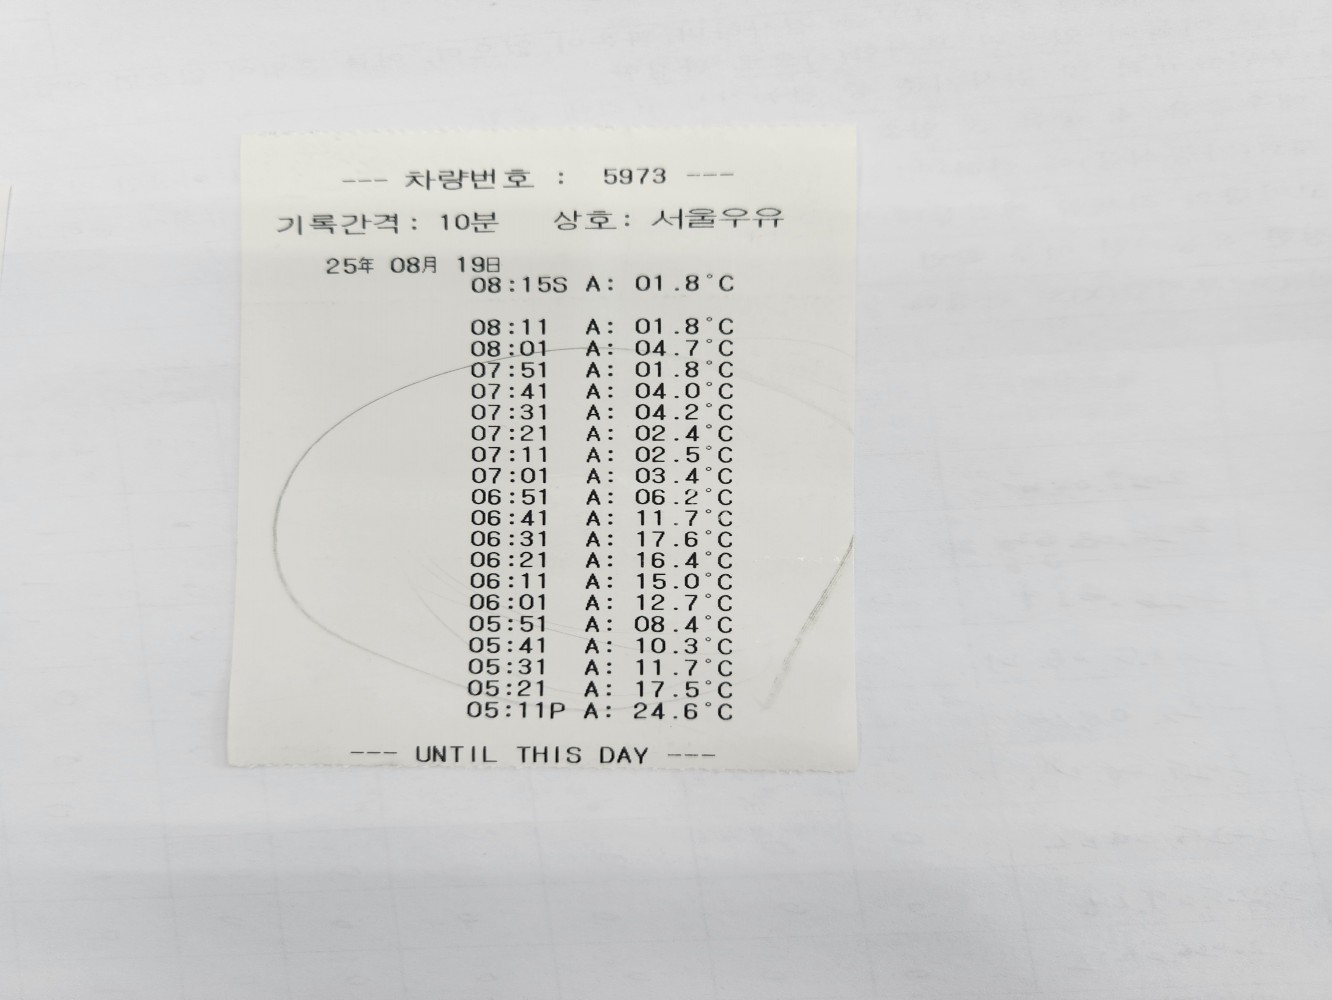 --- 차량번호 : 5973 ---
기록간격: 10분 상호: 서울우유
25年 08月 19日
08:15S A: 01.8°C
08:11 A: 01.8°C
08:01 A: 04.7°C
07:51 A: 01.8°C
07:41 A: 04.0°C
07:31 A: 04.2°C
07:21 A: 02.4°C
07:11 A: 02.5°C
07:01 A: 03.4°C
06:51 A: 06.2°C
06:41 A: 11.7°C
06:31 A: 17.6°C
06:21 A: 16.4°C
06:11 A: 15.0°C
06:01 A: 12.7°C
05:51 A: 08.4°C
05:41 A: 10.3°C
05:31 A: 11.7°C
05:21 A: 17.5°C
05:11P A: 24.6°C
--- UNTIL THIS DAY ---